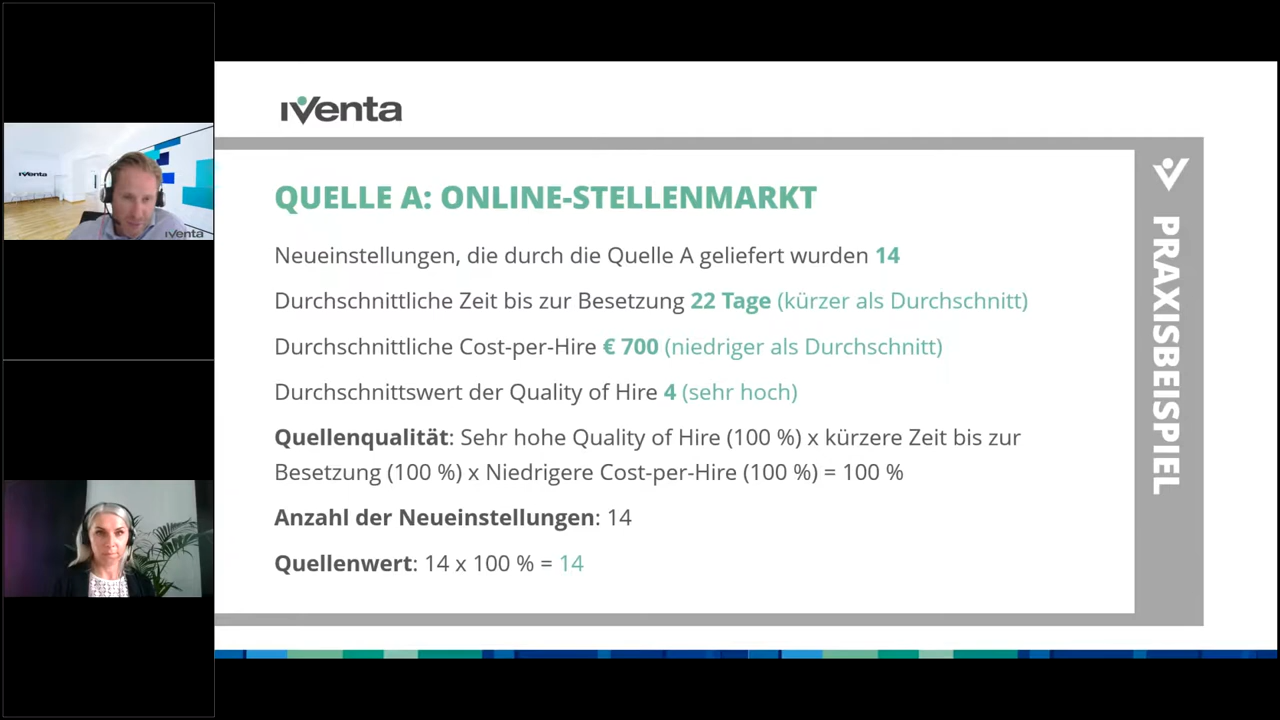 iVenta
QUELLE A: ONLINE-STELLENMARKT
Neueinstellungen, die durch die Quelle A geliefert wurden 14
Durchschnittliche Zeit bis zur Besetzung 22 Tage (kürzer als Durchschnitt)
Durchschnittliche Cost-per-Hire € 700 (niedriger als Durchschnitt)
Durchschnittswert der Quality of Hire 4 (sehr hoch)
Quellenqualität: Sehr hohe Quality of Hire (100 %) x kürzere Zeit bis zur
Besetzung (100 %) x Niedrigere Cost-per-Hire (100 %) = 100 %
Anzahl der Neueinstellungen: 14
Quellenwert: 14 x 100 % = 14
PRAXISBEISPIEL
iVenta
iVenta